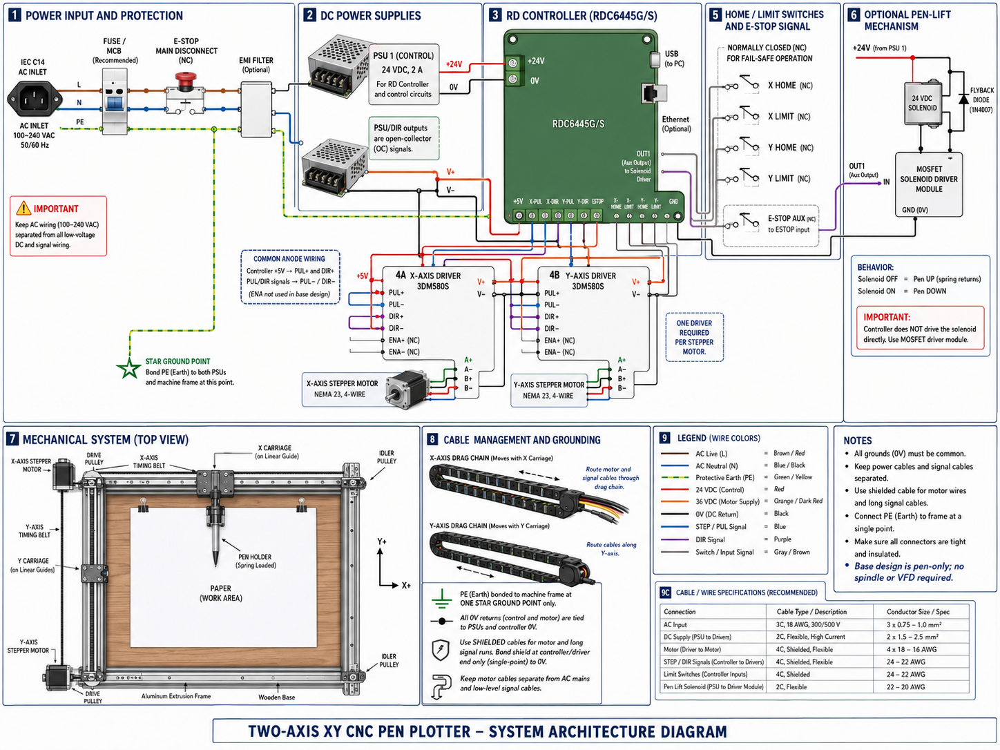 1 POWER INPUT AND PROTECTION
IEC C14
AC INLET
FUSE /
MCB
(Recommended)
E-STOP
MAIN DISCONNECT
(NC)
EMI FILTER
(Optional)
L
N
PE
AC INLET
100~240 VAC
50/60 Hz
IMPORTANT
Keep AC wiring (100–240 VAC)
separated from all low-voltage
DC and signal wiring.
STAR GROUND POINT
Bond PE (Earth) to both PSUs
and machine frame at this point.
2 DC POWER SUPPLIES
PSU 1 (CONTROL)
24 VDC, 2 A
For RD Controller
and control circuits
+24V
0V
PSU/DIR outputs
are open-collector
(OC) signals.
V+
V−
3 RD CONTROLLER (RDC6445G/S)
+24V
0V
USB
(to PC)
RDC6445G/S
Ethernet
(Optional)
OUT1
(Aux Output)
to Solenoid
Driver
+5V
X-PUL
X-DIR
Y-PUL
Y-DIR
ESTOP
X-
HOME
X-
LIMIT
Y-
HOME
Y-
LIMIT
GND
COMMON ANODE WIRING
Controller +5V → PUL+ and DIR+
PUL/DIR signals → PUL− / DIR−
(ENA not used in base design)
+5V
4A X-AXIS DRIVER
3DM580S
V+
V−
PUL+
PUL−
DIR+
DIR−
ENA+ (NC)
ENA− (NC)
A+
A−
B+
B−
X-AXIS STEPPER MOTOR
NEMA 23, 4-WIRE
4B Y-AXIS DRIVER
3DM580S
V+
V−
PUL+
PUL−
DIR+
DIR−
ENA+ (NC)
ENA− (NC)
A+
A−
B+
B−
Y-AXIS STEPPER MOTOR
NEMA 23, 4-WIRE
ONE DRIVER
REQUIRED
PER STEPPER
MOTOR.
5 HOME / LIMIT SWITCHES
AND E-STOP SIGNAL
NORMALLY CLOSED (NC)
FOR FAIL-SAFE OPERATION
X HOME (NC)
X LIMIT (NC)
Y HOME (NC)
Y LIMIT (NC)
E-STOP AUX (NC)
to ESTOP input
6 OPTIONAL PEN-LIFT
MECHANISM
+24V (from PSU 1)
24 VDC
SOLENOID
FLYBACK
DIODE
(1N4007)
OUT1
(Aux Output)
IN
MOSFET
SOLENOID DRIVER
MODULE
GND (0V)
BEHAVIOR:
Solenoid OFF = Pen UP (spring returns)
Solenoid ON = Pen DOWN
IMPORTANT:
Controller does NOT drive the solenoid
directly. Use MOSFET driver module.
7 MECHANICAL SYSTEM (TOP VIEW)
X-AXIS STEPPER
MOTOR
DRIVE
PULLEY
X-AXIS
TIMING BELT
X CARRIAGE
(on Linear Guide)
IDLER
PULLEY
Y-AXIS
TIMING BELT
Y CARRIAGE
(on Linear Guides)
PEN HOLDER
(Spring Loaded)
PAPER
(WORK AREA)
Y+
X+
Y-AXIS
STEPPER MOTOR
IDLER
PULLEY
DRIVE
PULLEY
Aluminum Extrusion Frame
Wooden Base
8 CABLE MANAGEMENT AND GROUNDING
X-AXIS DRAG CHAIN (Moves with X Carriage)
Route motor and
signal cables through
drag chain.
Y-AXIS DRAG CHAIN (Moves with Y Carriage)
Route cables along
Y-axis.
PE (Earth) bonded to machine frame at
ONE STAR GROUND POINT only.
All 0V returns (control and motor) are tied
to PSUs and controller 0V.
Use SHIELDED cables for motor and long
signal runs. Bond shield at controller/driver
end only (single-point) to 0V.
Keep motor cables separate from AC mains
and low-level signal cables.
9 LEGEND (WIRE COLORS)
AC Live (L) = Brown / Red
AC Neutral (N) = Blue / Black
Protective Earth (PE) = Green / Yellow
24 VDC (Control) = Red
36 VDC (Motor Supply) = Orange / Dark Red
0V (DC Return) = Black
STEP / PUL Signal = Blue
DIR Signal = Purple
Switch / Input Signal = Gray / Brown
NOTES
• All grounds (0V) must be common.
• Keep power cables and signal cables
separated.
• Use shielded cable for motor wires
and long signal cables.
• Connect PE (Earth) to frame at a
single point.
• Make sure all connectors are tight
and insulated.
• Base design is pen-only; no
spindle or VFD required.
9C CABLE / WIRE SPECIFICATIONS (RECOMMENDED)
Connection Cable Type / Description Conductor Size / Spec
AC Input 3C, 18 AWG, 300/500 V 3 x 0.75 – 1.0 mm²
DC Supply (PSU to Drivers) 2C, Flexible, High Current 2 x 1.5 – 2.5 mm²
Motor (Driver to Motor) 4C, Shielded, Flexible 4 x 18 – 16 AWG
STEP / DIR Signals (Controller to Drivers) 4C, Shielded, Flexible 24 – 22 AWG
Limit Switches (Controller Inputs) 4C, Shielded 24 – 22 AWG
Pen Lift Solenoid (PSU to Driver Module) 2C, Flexible 22 – 20 AWG
TWO-AXIS XY CNC PEN PLOTTER – SYSTEM ARCHITECTURE DIAGRAM